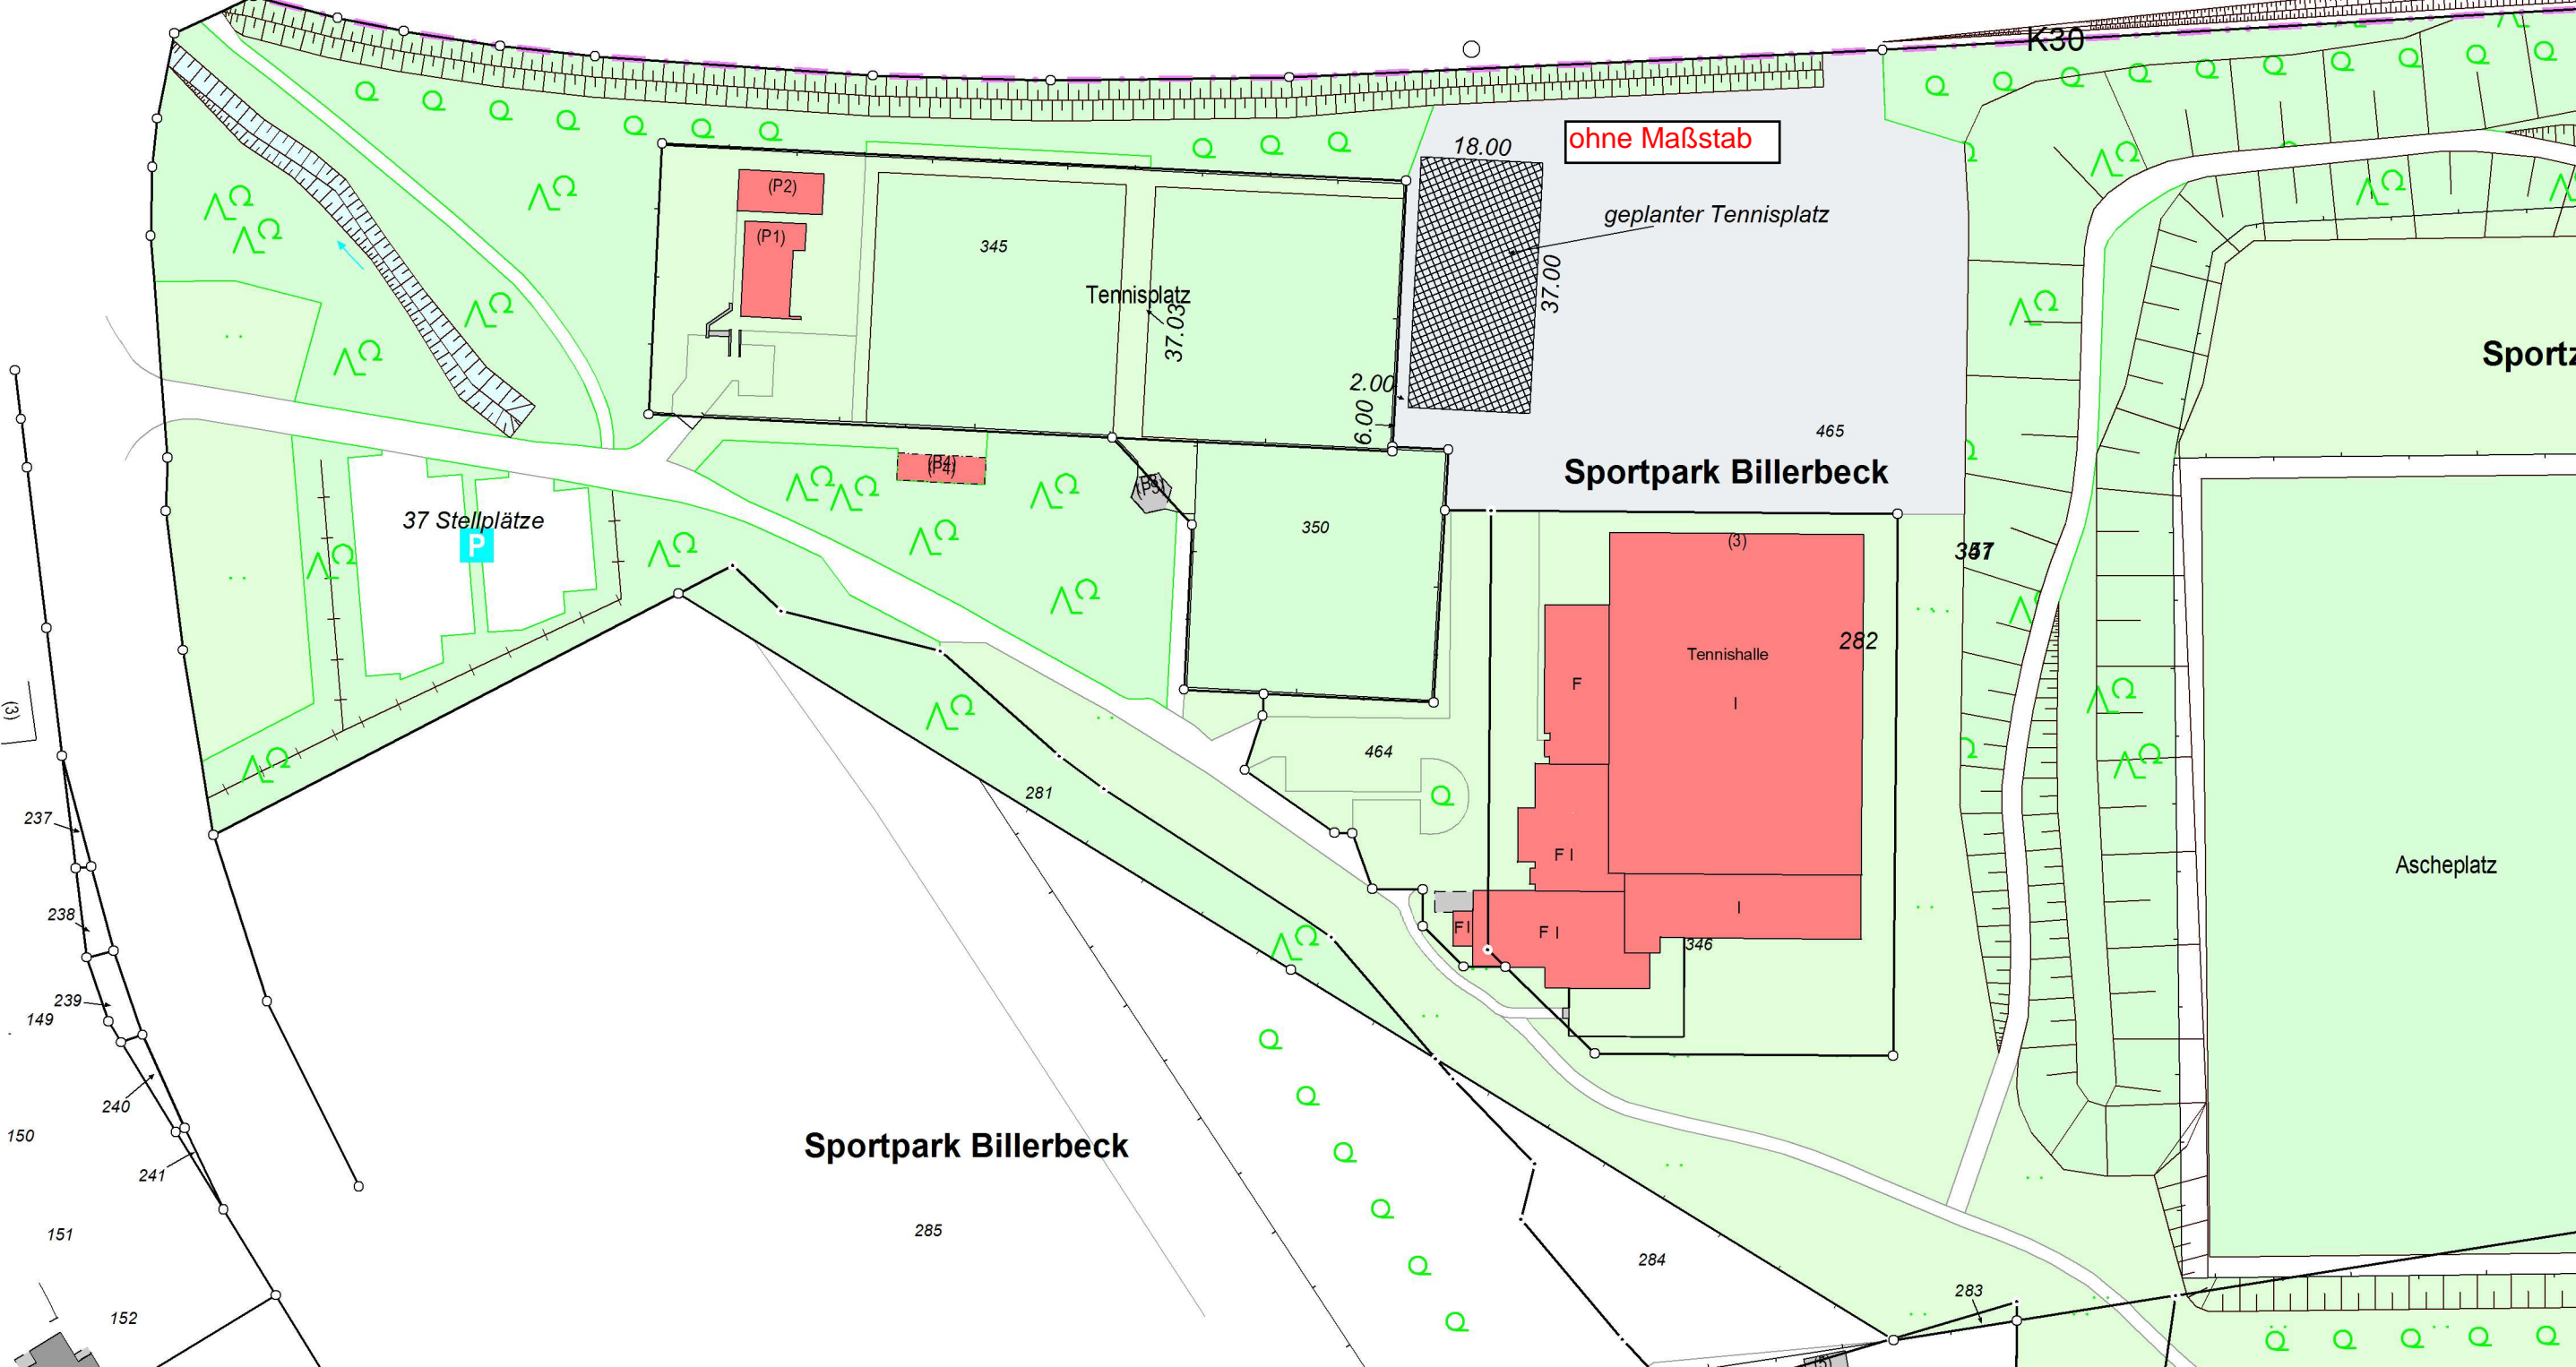 K30
ohne Maßstab
18.00
(P2)
geplanter Tennisplatz
(P1)
345
37.00
Tennisplatz
37.03
Sportz
2.00
6.00
465
Sportpark Billerbeck
(P4)
37 Stellplätze
P
350
(3)
282
Tennishalle
F
I
(3)
464
281
237
F I
Ascheplatz
238
F I
F I
I
346
239
149
240
150
Sportpark Billerbeck
241
151
285
284
283
152